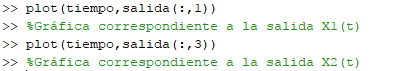 >> plot(tiempo,salida(:,1))
>> %Gráfica correspondiente a la salida X1(t)
>> plot(tiempo,salida(:,3))
>> %Gráfica correspondiente a la salida X2(t)